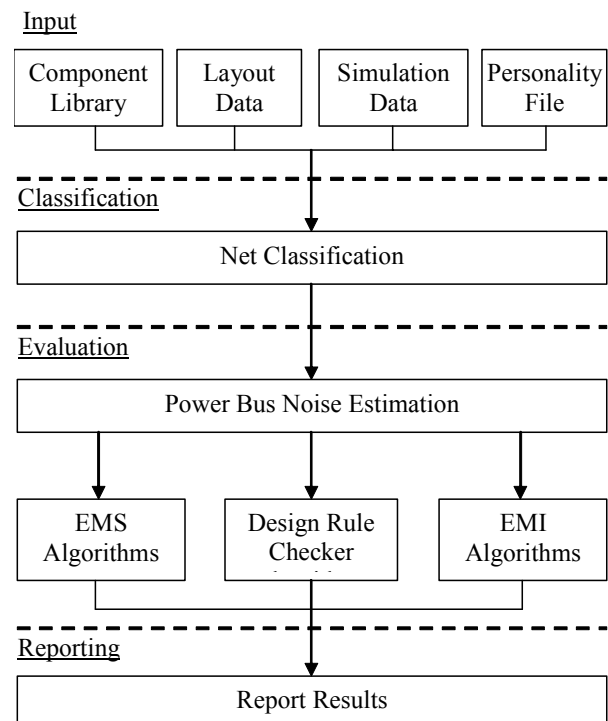 Input
Component
Library
Layout
Data
Simulation
Data
Personality
File
Classification
Net Classification
Evaluation
Power Bus Noise Estimation
EMS
Algorithms
Design Rule
Checker
EMI
Algorithms
Reporting
Report Results